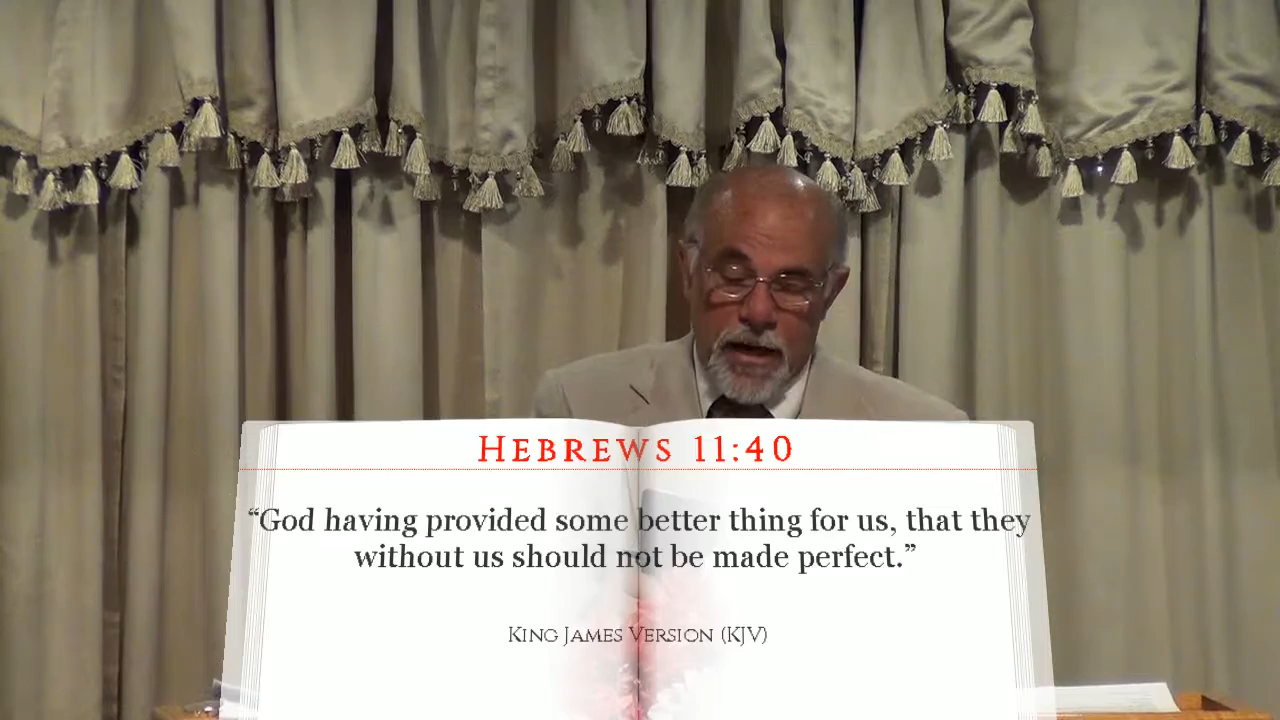 HEBREWS 11:40
“God having provided some better thing for us, that they
without us should not be made perfect.”
KING JAMES VERSION (KJV)